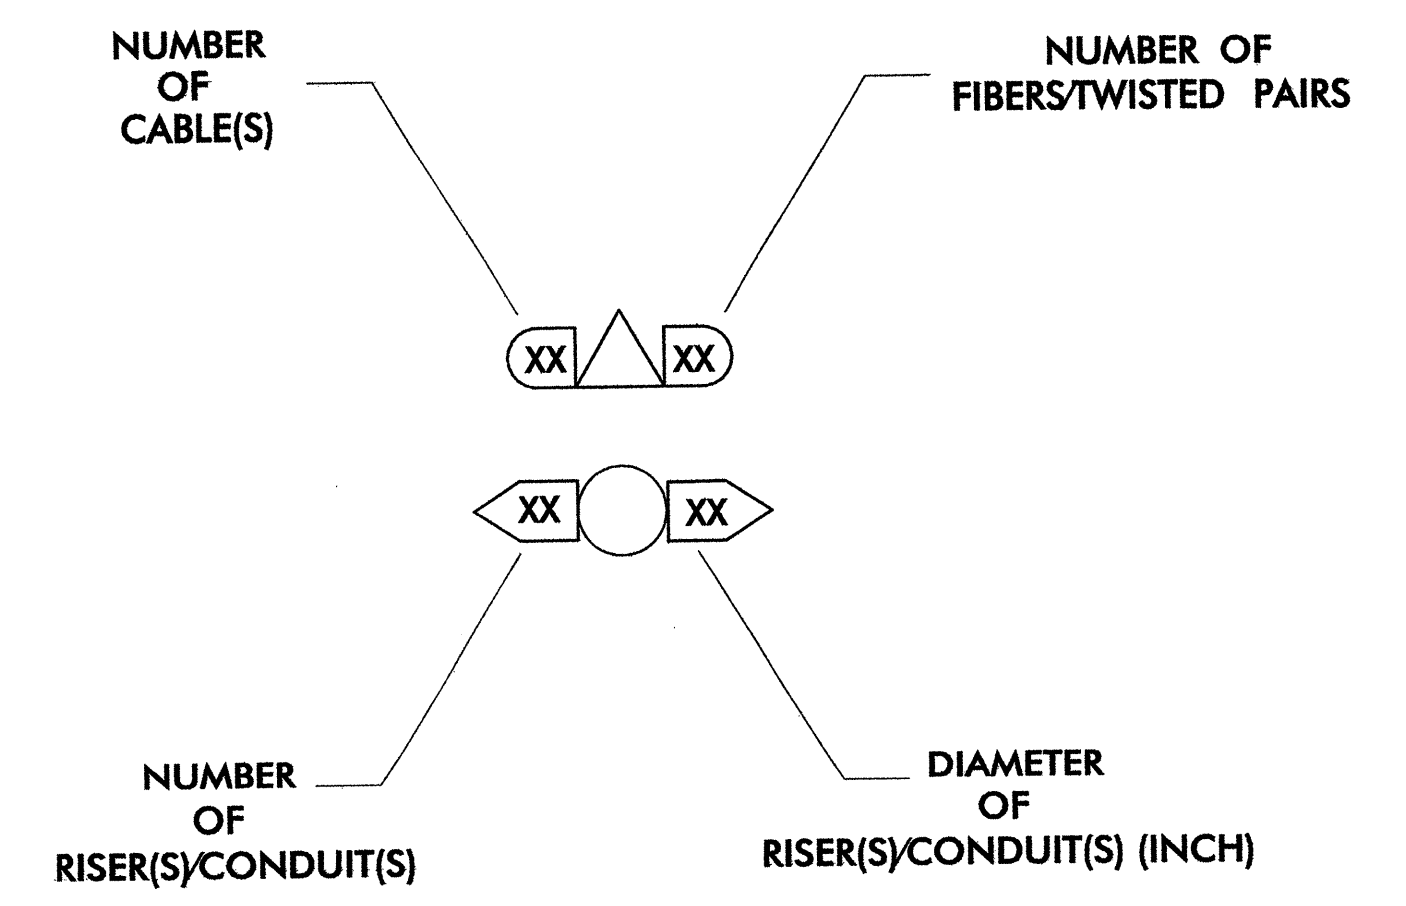 NUMBER
OF
CABLE(S)
NUMBER OF
FIBERS/TWISTED PAIRS
XX
XX
XX
XX
NUMBER
OF
RISER(S)/CONDUIT(S)
DIAMETER
OF
RISER(S)/CONDUIT(S) (INCH)